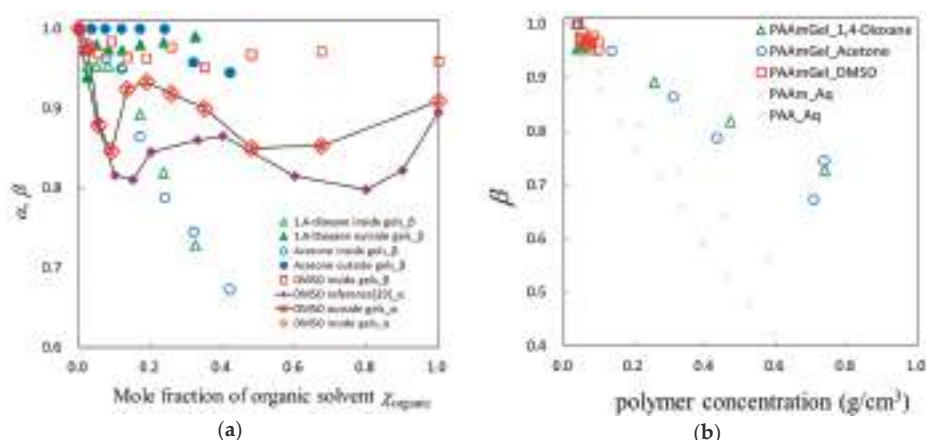 1.0
0.9
0.8
0.7
0.6
α, β
0.0 0.2 0.4 0.6 0.8 1.0
Mole fraction of organic solvent χorganic
1,4-dioxane inside gels_β
1,4-Dioxane outside gels_β
Acetone inside gels_β
Acetone outside gels_β
DMSO inside gels_β
DMSO reference[29]_α
DMSO outside gels_α
DMSO inside gels_α
(a)
1.0
0.9
0.8
0.7
0.6
0.5
0.4
β
0.0 0.2 0.4 0.6 0.8 1.0
polymer concentration (g/cm³)
PAAmGel_1,4-Dioxane
PAAmGel_Acetone
PAAmGel_DMSO
PAAm_Aq
PAA_Aq
(b)